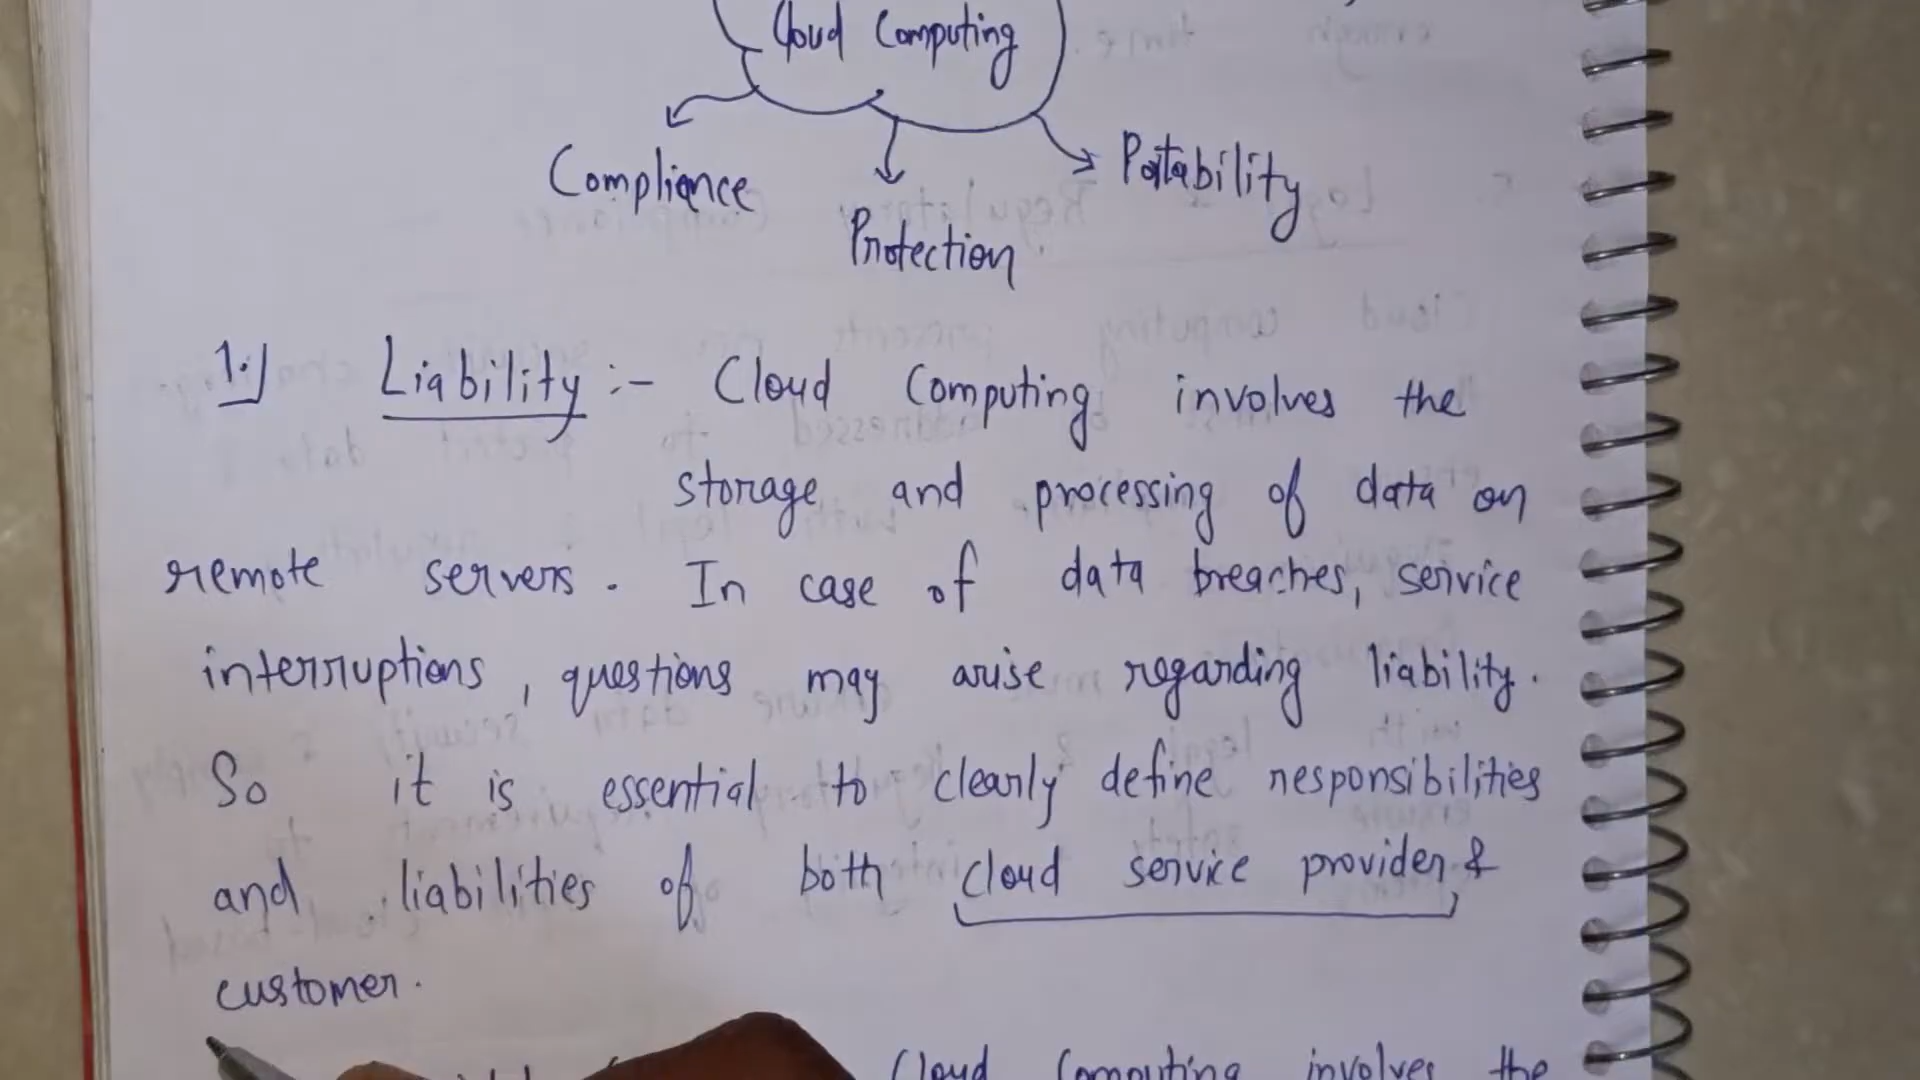 Cloud Computing
Compliance
Protection
Portability
1.) Liability :- Cloud Computing involves the
storage and processing of data on
remote servers. In case of data breaches, service
interruptions, questions may arise regarding liability.
So it is essential to clearly define responsibilities
and liabilities of both cloud service provider &
customer.
Cloud Computing involves the